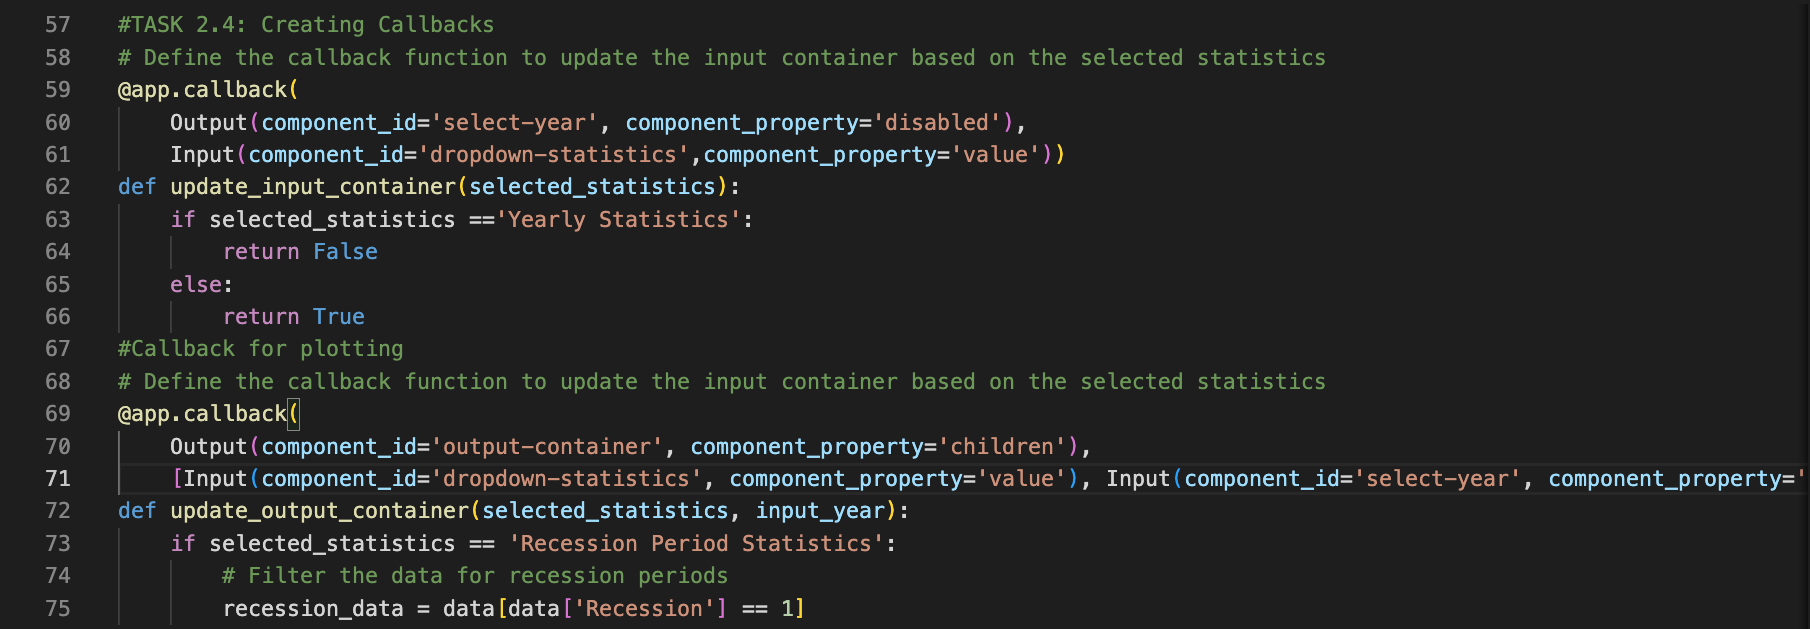 57 #TASK 2.4: Creating Callbacks
58 # Define the callback function to update the input container based on the selected statistics
59 @app.callback(
60     Output(component_id='select-year', component_property='disabled'),
61     Input(component_id='dropdown-statistics',component_property='value'))
62 def update_input_container(selected_statistics):
63     if selected_statistics =='Yearly Statistics':
64         return False
65     else:
66         return True
67 #Callback for plotting
68 # Define the callback function to update the input container based on the selected statistics
69 @app.callback(
70     Output(component_id='output-container', component_property='children'),
71     [Input(component_id='dropdown-statistics', component_property='value'), Input(component_id='select-year', component_property='
72 def update_output_container(selected_statistics, input_year):
73     if selected_statistics == 'Recession Period Statistics':
74         # Filter the data for recession periods
75         recession_data = data[data['Recession'] == 1]